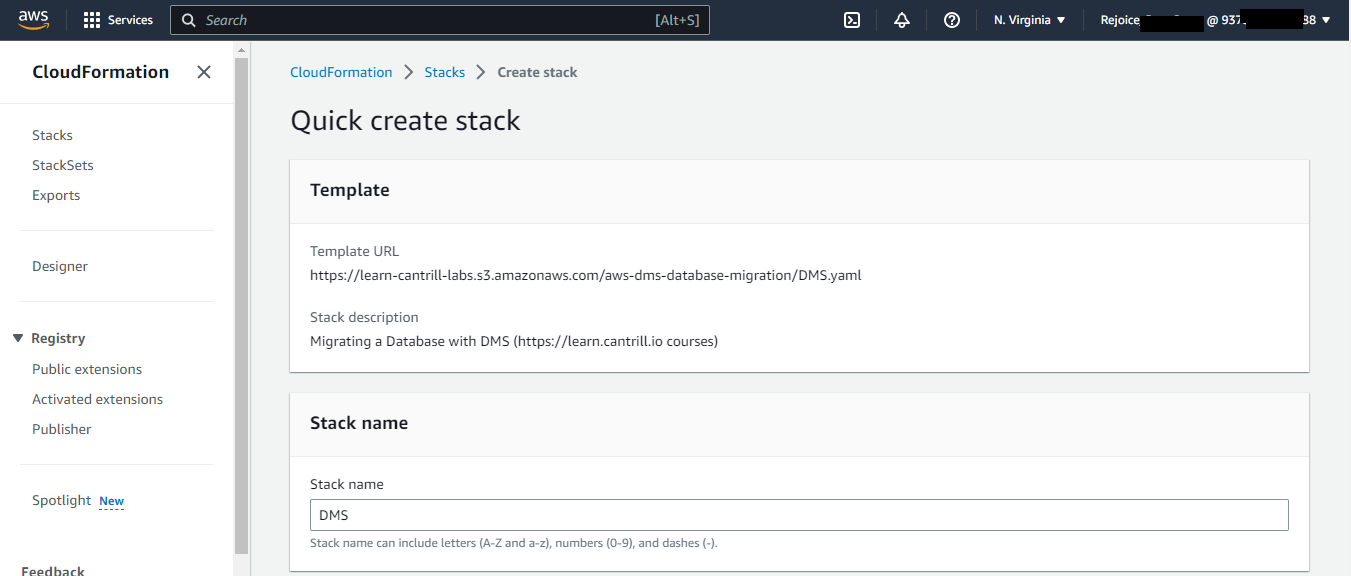 aws Services Search [Alt+S] N. Virginia Rejoice @ 937 88
CloudFormation
Stacks
StackSets
Exports
Designer
Registry
Public extensions
Activated extensions
Publisher
Spotlight New
Feedback
CloudFormation > Stacks > Create stack
Quick create stack
Template
Template URL
https://learn-cantrill-labs.s3.amazonaws.com/aws-dms-database-migration/DMS.yaml
Stack description
Migrating a Database with DMS (https://learn.cantrill.io courses)
Stack name
Stack name
DMS
Stack name can include letters (A-Z and a-z), numbers (0-9), and dashes (-).